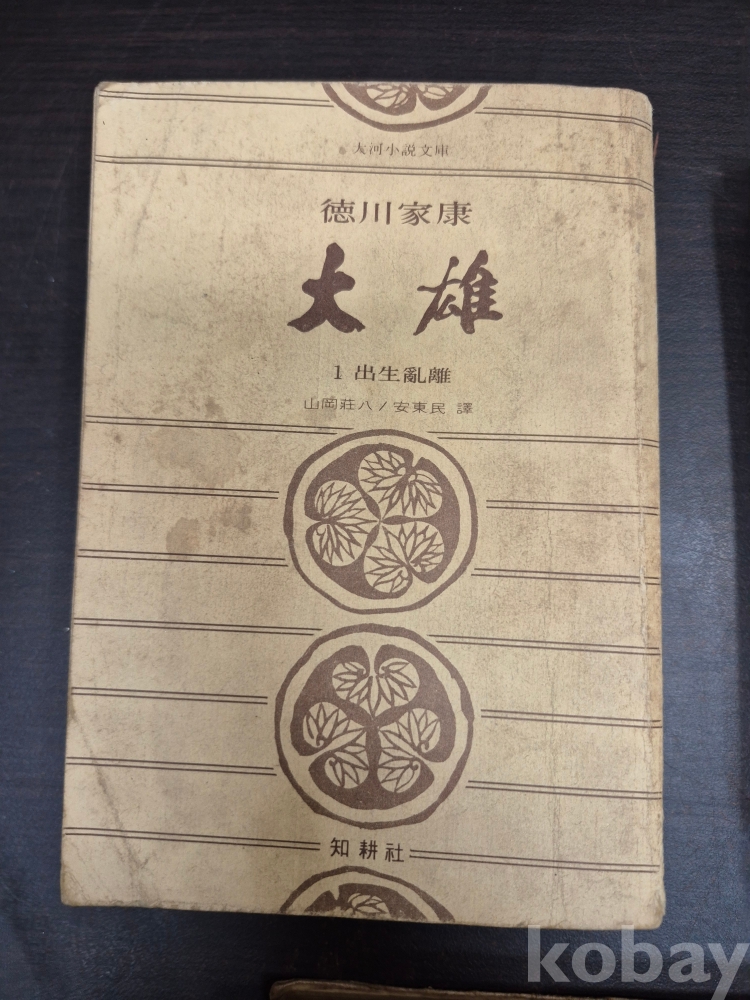 大河小説文庫
徳川家康
大雄
1 出生亂離
山岡莊八/安東民 譯
知耕社
kobay